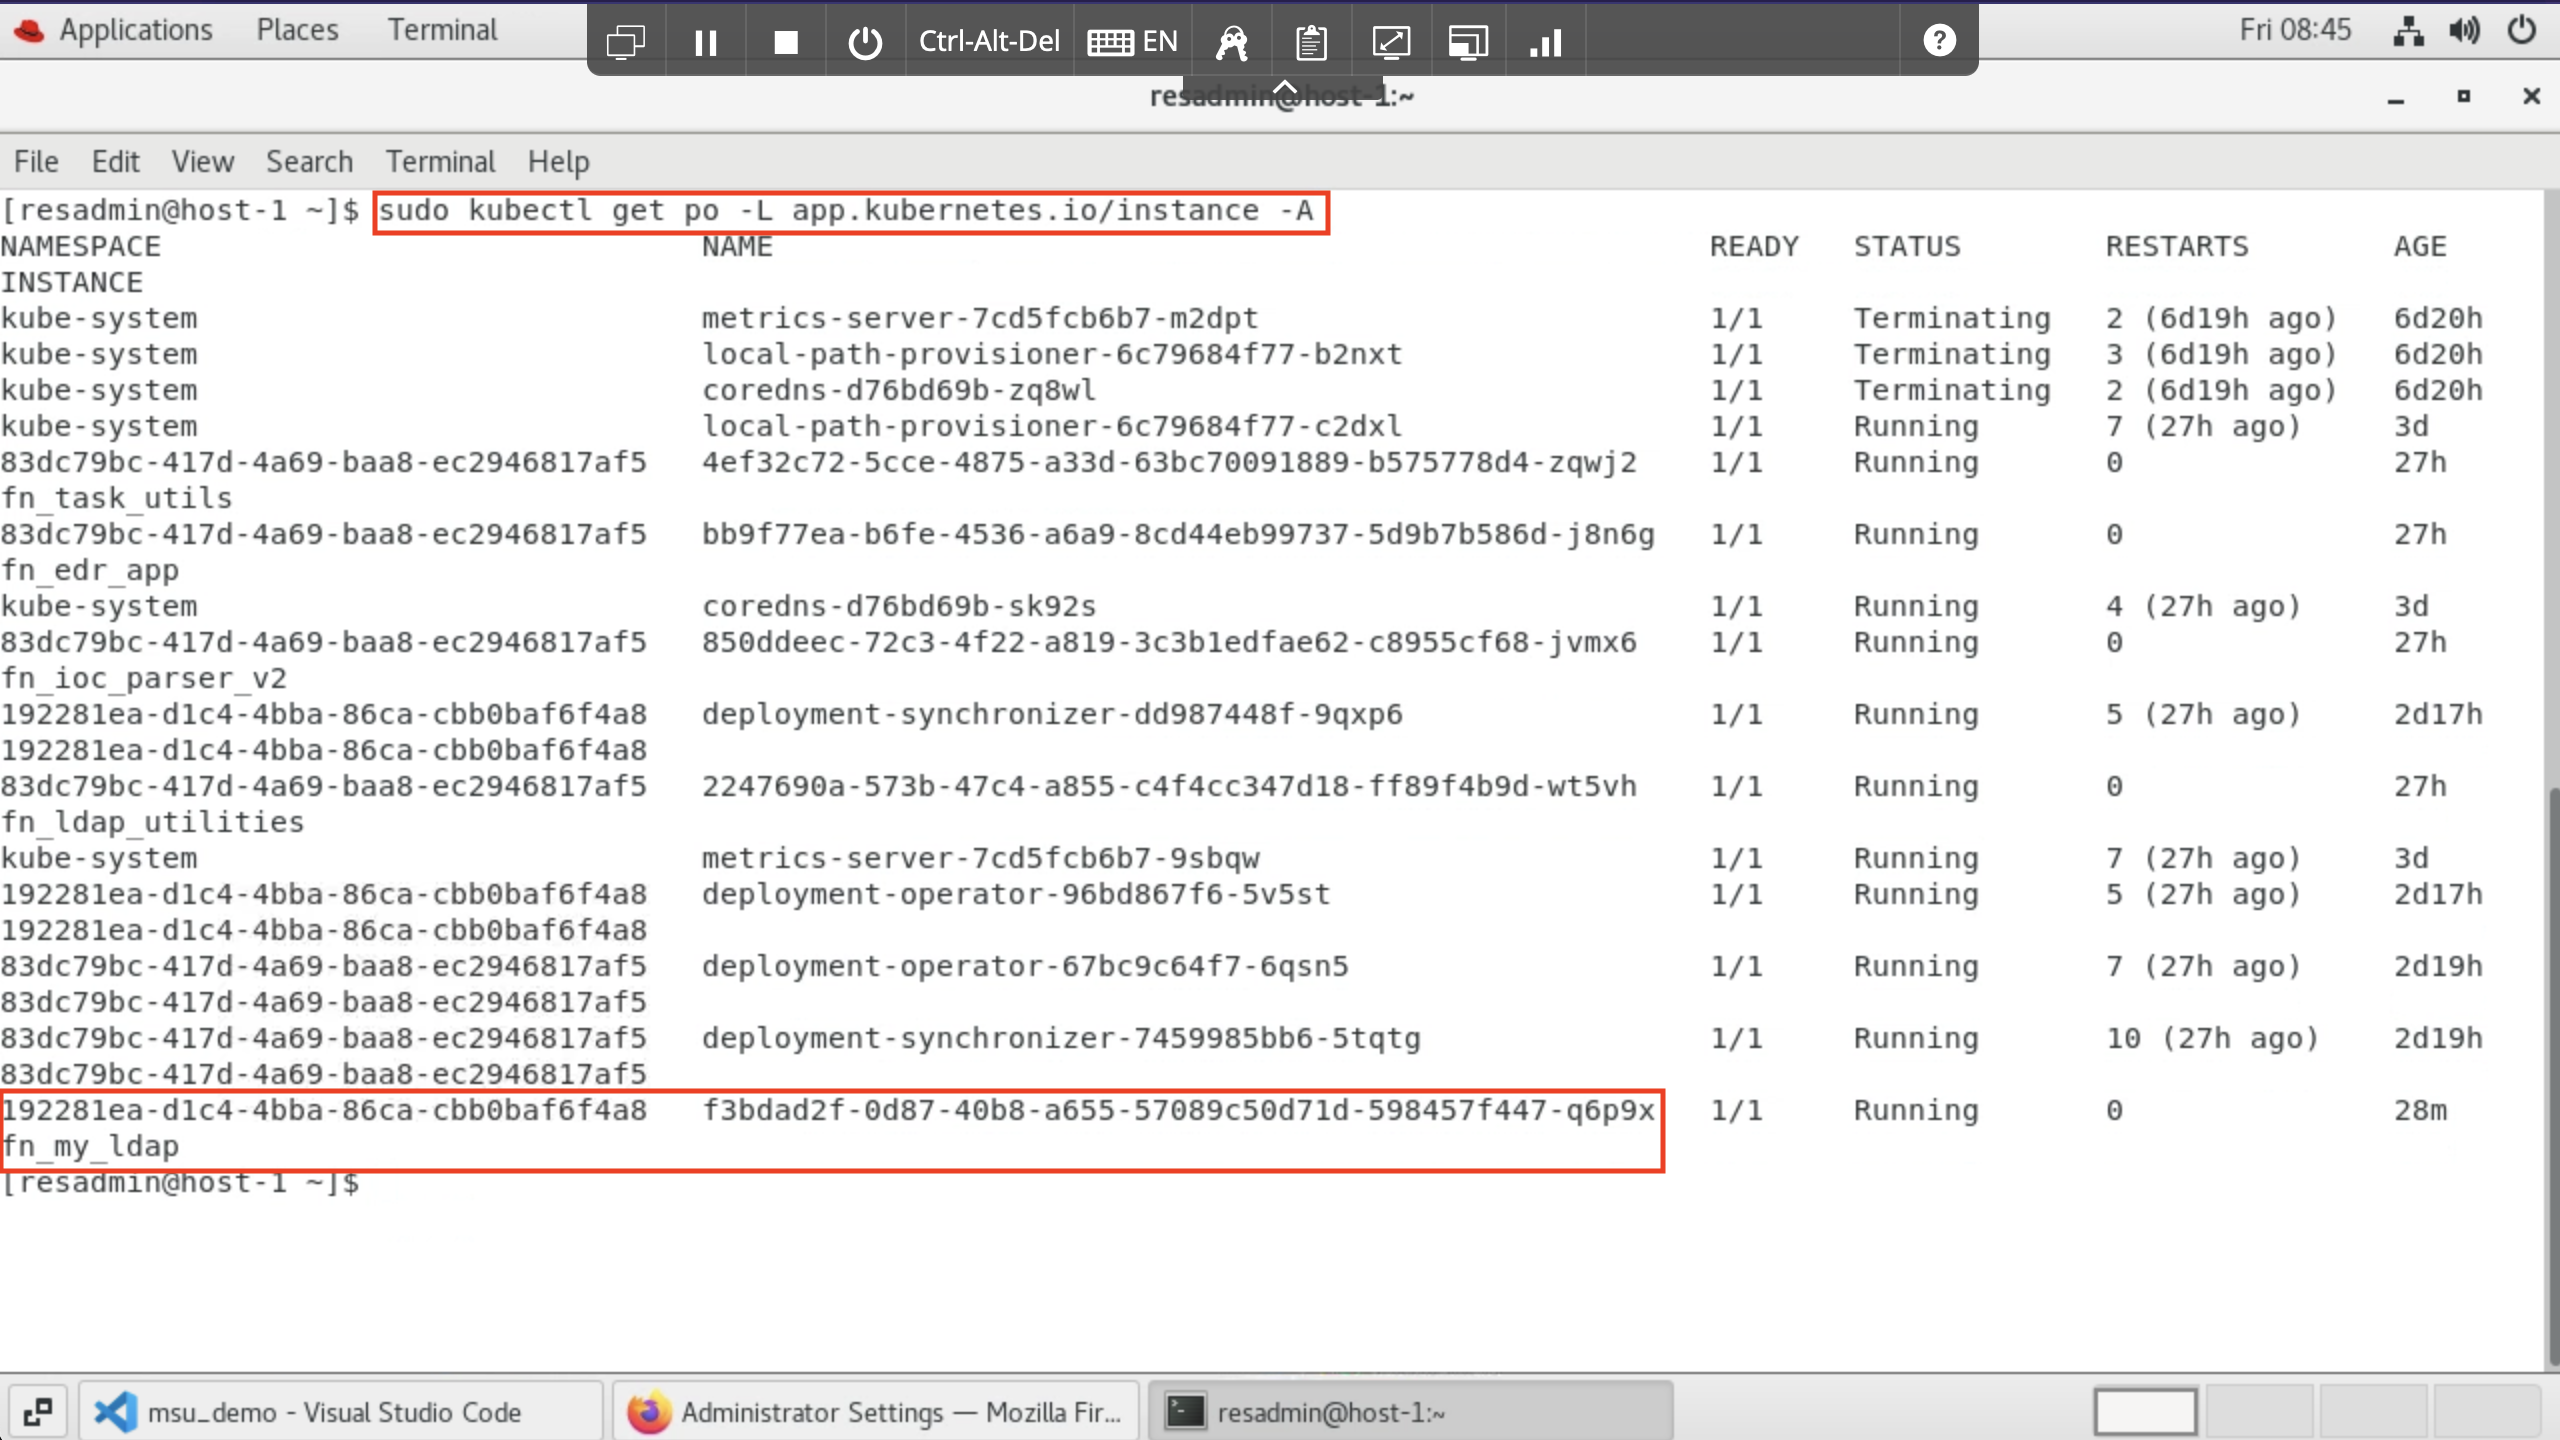 Applications Places Terminal
Ctrl-Alt-Del EN
?
Fri 08:45
resadmin@host-1:~
File Edit View Search Terminal Help
[resadmin@host-1 ~]$ sudo kubectl get po -L app.kubernetes.io/instance -A
NAMESPACE NAME READY STATUS RESTARTS AGE
INSTANCE
kube-system metrics-server-7cd5fcb6b7-m2dpt 1/1 Terminating 2 (6d19h ago) 6d20h
kube-system local-path-provisioner-6c79684f77-b2nxt 1/1 Terminating 3 (6d19h ago) 6d20h
kube-system coredns-d76bd69b-zq8wl 1/1 Terminating 2 (6d19h ago) 6d20h
kube-system local-path-provisioner-6c79684f77-c2dxl 1/1 Running 7 (27h ago) 3d
83dc79bc-417d-4a69-baa8-ec2946817af5 4ef32c72-5cce-4875-a33d-63bc70091889-b575778d4-zqwj2 1/1 Running 0 27h
fn_task_utils
83dc79bc-417d-4a69-baa8-ec2946817af5 bb9f77ea-b6fe-4536-a6a9-8cd44eb99737-5d9b7b586d-j8n6g 1/1 Running 0 27h
fn_edr_app
kube-system coredns-d76bd69b-sk92s 1/1 Running 4 (27h ago) 3d
83dc79bc-417d-4a69-baa8-ec2946817af5 850ddeec-72c3-4f22-a819-3c3b1edfae62-c8955cf68-jvmx6 1/1 Running 0 27h
fn_ioc_parser_v2
192281ea-d1c4-4bba-86ca-cbb0baf6f4a8 deployment-synchronizer-dd987448f-9qxp6 1/1 Running 5 (27h ago) 2d17h
192281ea-d1c4-4bba-86ca-cbb0baf6f4a8
83dc79bc-417d-4a69-baa8-ec2946817af5 2247690a-573b-47c4-a855-c4f4cc347d18-ff89f4b9d-wt5vh 1/1 Running 0 27h
fn_ldap_utilities
kube-system metrics-server-7cd5fcb6b7-9sbqw 1/1 Running 7 (27h ago) 3d
192281ea-d1c4-4bba-86ca-cbb0baf6f4a8 deployment-operator-96bd867f6-5v5st 1/1 Running 5 (27h ago) 2d17h
192281ea-d1c4-4bba-86ca-cbb0baf6f4a8
83dc79bc-417d-4a69-baa8-ec2946817af5 deployment-operator-67bc9c64f7-6qsn5 1/1 Running 7 (27h ago) 2d19h
83dc79bc-417d-4a69-baa8-ec2946817af5
83dc79bc-417d-4a69-baa8-ec2946817af5 deployment-synchronizer-7459985bb6-5tqtg 1/1 Running 10 (27h ago) 2d19h
83dc79bc-417d-4a69-baa8-ec2946817af5
192281ea-d1c4-4bba-86ca-cbb0baf6f4a8 f3bdad2f-0d87-40b8-a655-57089c50d71d-598457f447-q6p9x 1/1 Running 0 28m
fn_my_ldap
[resadmin@host-1 ~]$
msu_demo - Visual Studio Code
Administrator Settings — Mozilla Fir...
resadmin@host-1:~